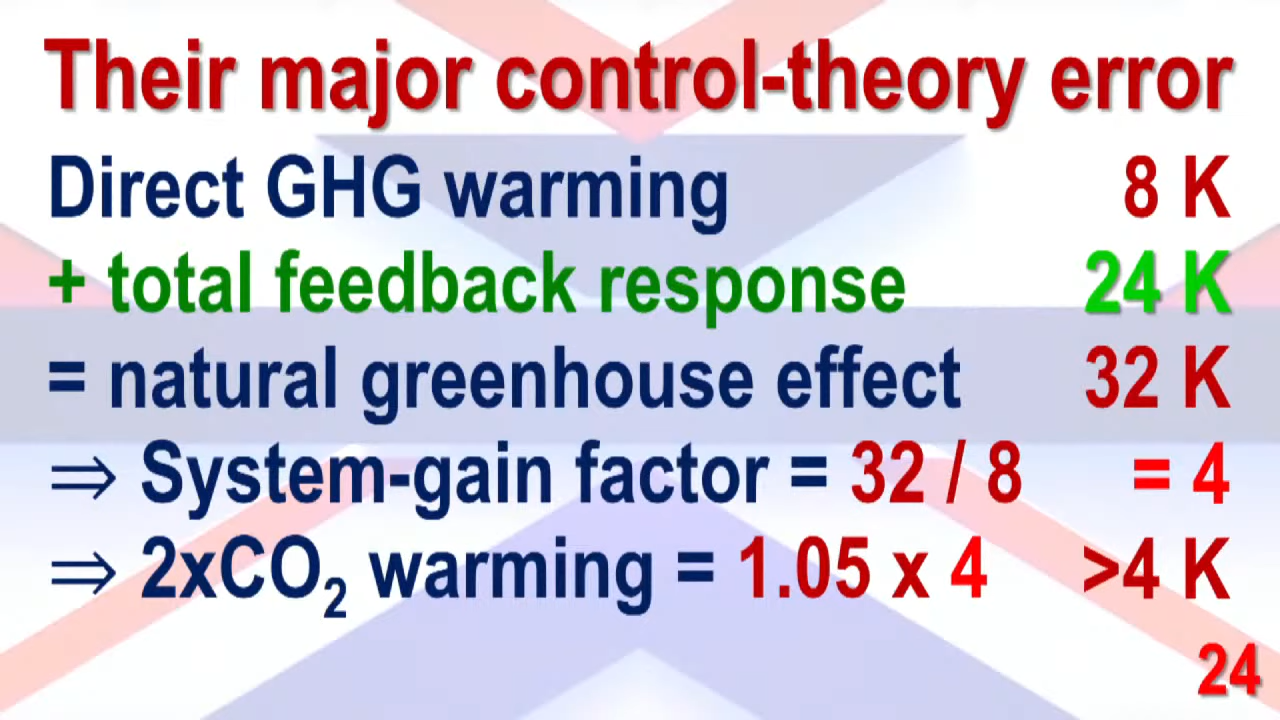 Their major control-theory error
Direct GHG warming 8 K
+ total feedback response 24 K
= natural greenhouse effect 32 K
⇒ System-gain factor = 32 / 8 = 4
⇒ 2xCO₂ warming = 1.05 x 4 >4 K
24